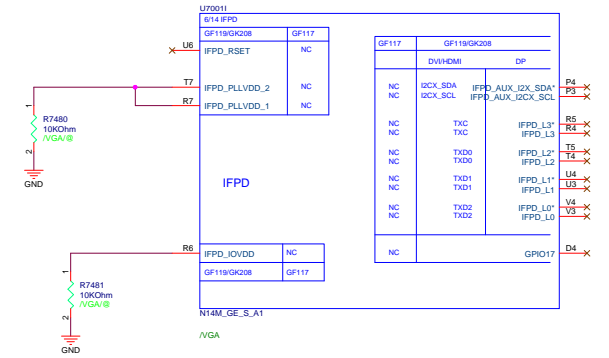 U7001I
6/14 IFPD
GF119/GK208 GF117
U6 IFPD_RSET NC
T7 IFPD_PLLVDD_2 NC
R7 IFPD_PLLVDD_1 NC
1
R7480
10KOhm
/VGA/@
2
GND
IFPD
GF117 GF119/GK208
DVI/HDMI DP
NC I2CX_SDA IFPD_AUX_I2X_SDA* P4
NC I2CX_SCL IFPD_AUX_I2CX_SCL P3
NC TXC IFPD_L3* R5
NC TXC IFPD_L3 R4
NC TXD0 IFPD_L2* T5
NC TXD0 IFPD_L2 T4
NC TXD1 IFPD_L1* U4
NC TXD1 IFPD_L1 U3
NC TXD2 IFPD_L0* V4
NC TXD2 IFPD_L0 V3
NC GPIO17 D4
R6 IFPD_IOVDD NC
GF119/GK208 GF117
1
R7481
10KOhm
/VGA/@
2
GND
N14M_GE_S_A1
/VGA